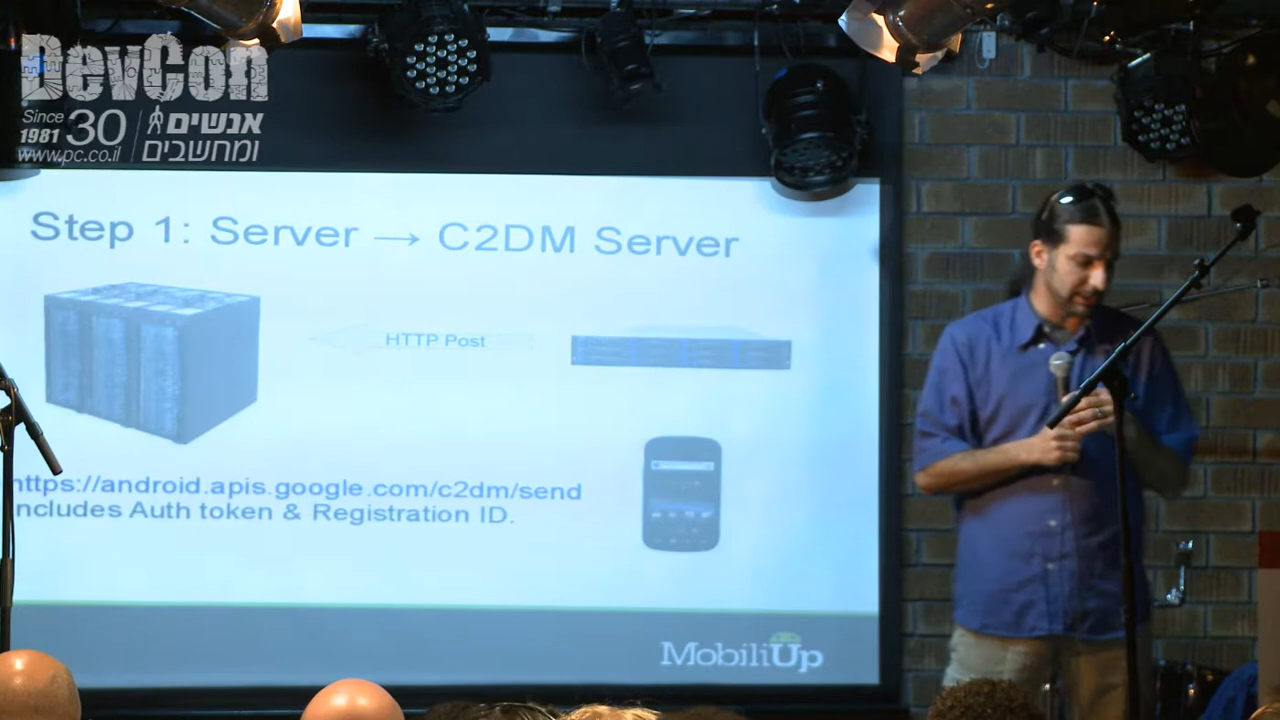 DevCon
Since
1981
30
אנשים
ומחשבים
www.pc.co.il
Step 1: Server → C2DM Server
HTTP Post
https://android.apis.google.com/c2dm/send
includes Auth token & Registration ID.
MobiliUp